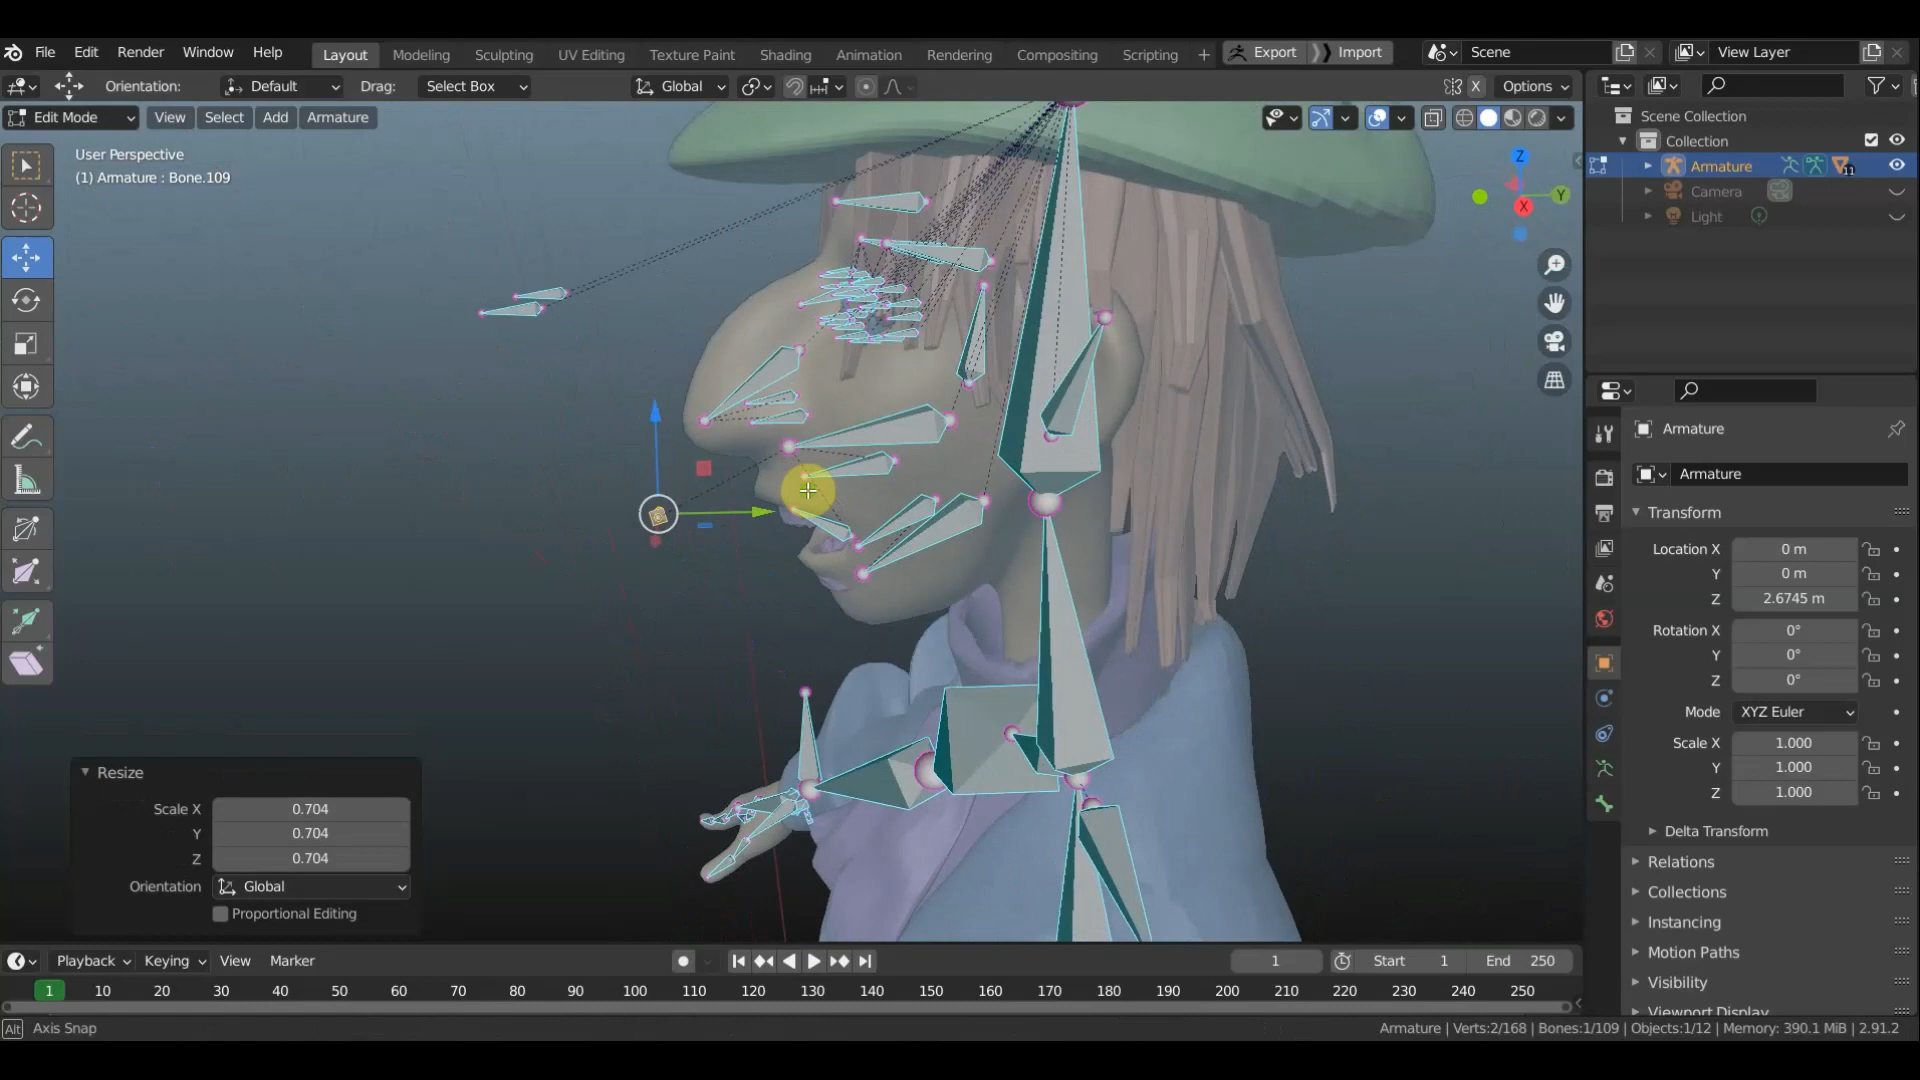 File Edit Render Window Help Layout Modeling Sculpting UV Editing Texture Paint Shading Animation Rendering Compositing Scripting + Export Import Scene View Layer
Orientation: Default Drag: Select Box Global X Options
Edit Mode View Select Add Armature
User Perspective
(1) Armature : Bone.109
Z
Y
X
Scene Collection
Collection
Armature 11
Camera
Light
Armature
Armature
Transform
Location X 0 m
Y 0 m
Z 2.6745 m
Rotation X 0°
Y 0°
Z 0°
Mode XYZ Euler
Scale X 1.000
Y 1.000
Z 1.000
Delta Transform
Relations
Collections
Instancing
Motion Paths
Visibility
Viewport Display
Resize
Scale X 0.704
Y 0.704
Z 0.704
Orientation Global
Proportional Editing
Playback Keying View Marker 1 Start 1 End 250
1 10 20 30 40 50 60 70 80 90 100 110 120 130 140 150 160 170 180 190 200 210 220 230 240 250
Alt Axis Snap
Armature | Verts:2/168 | Bones:1/109 | Objects:1/12 | Memory: 390.1 MiB | 2.91.2